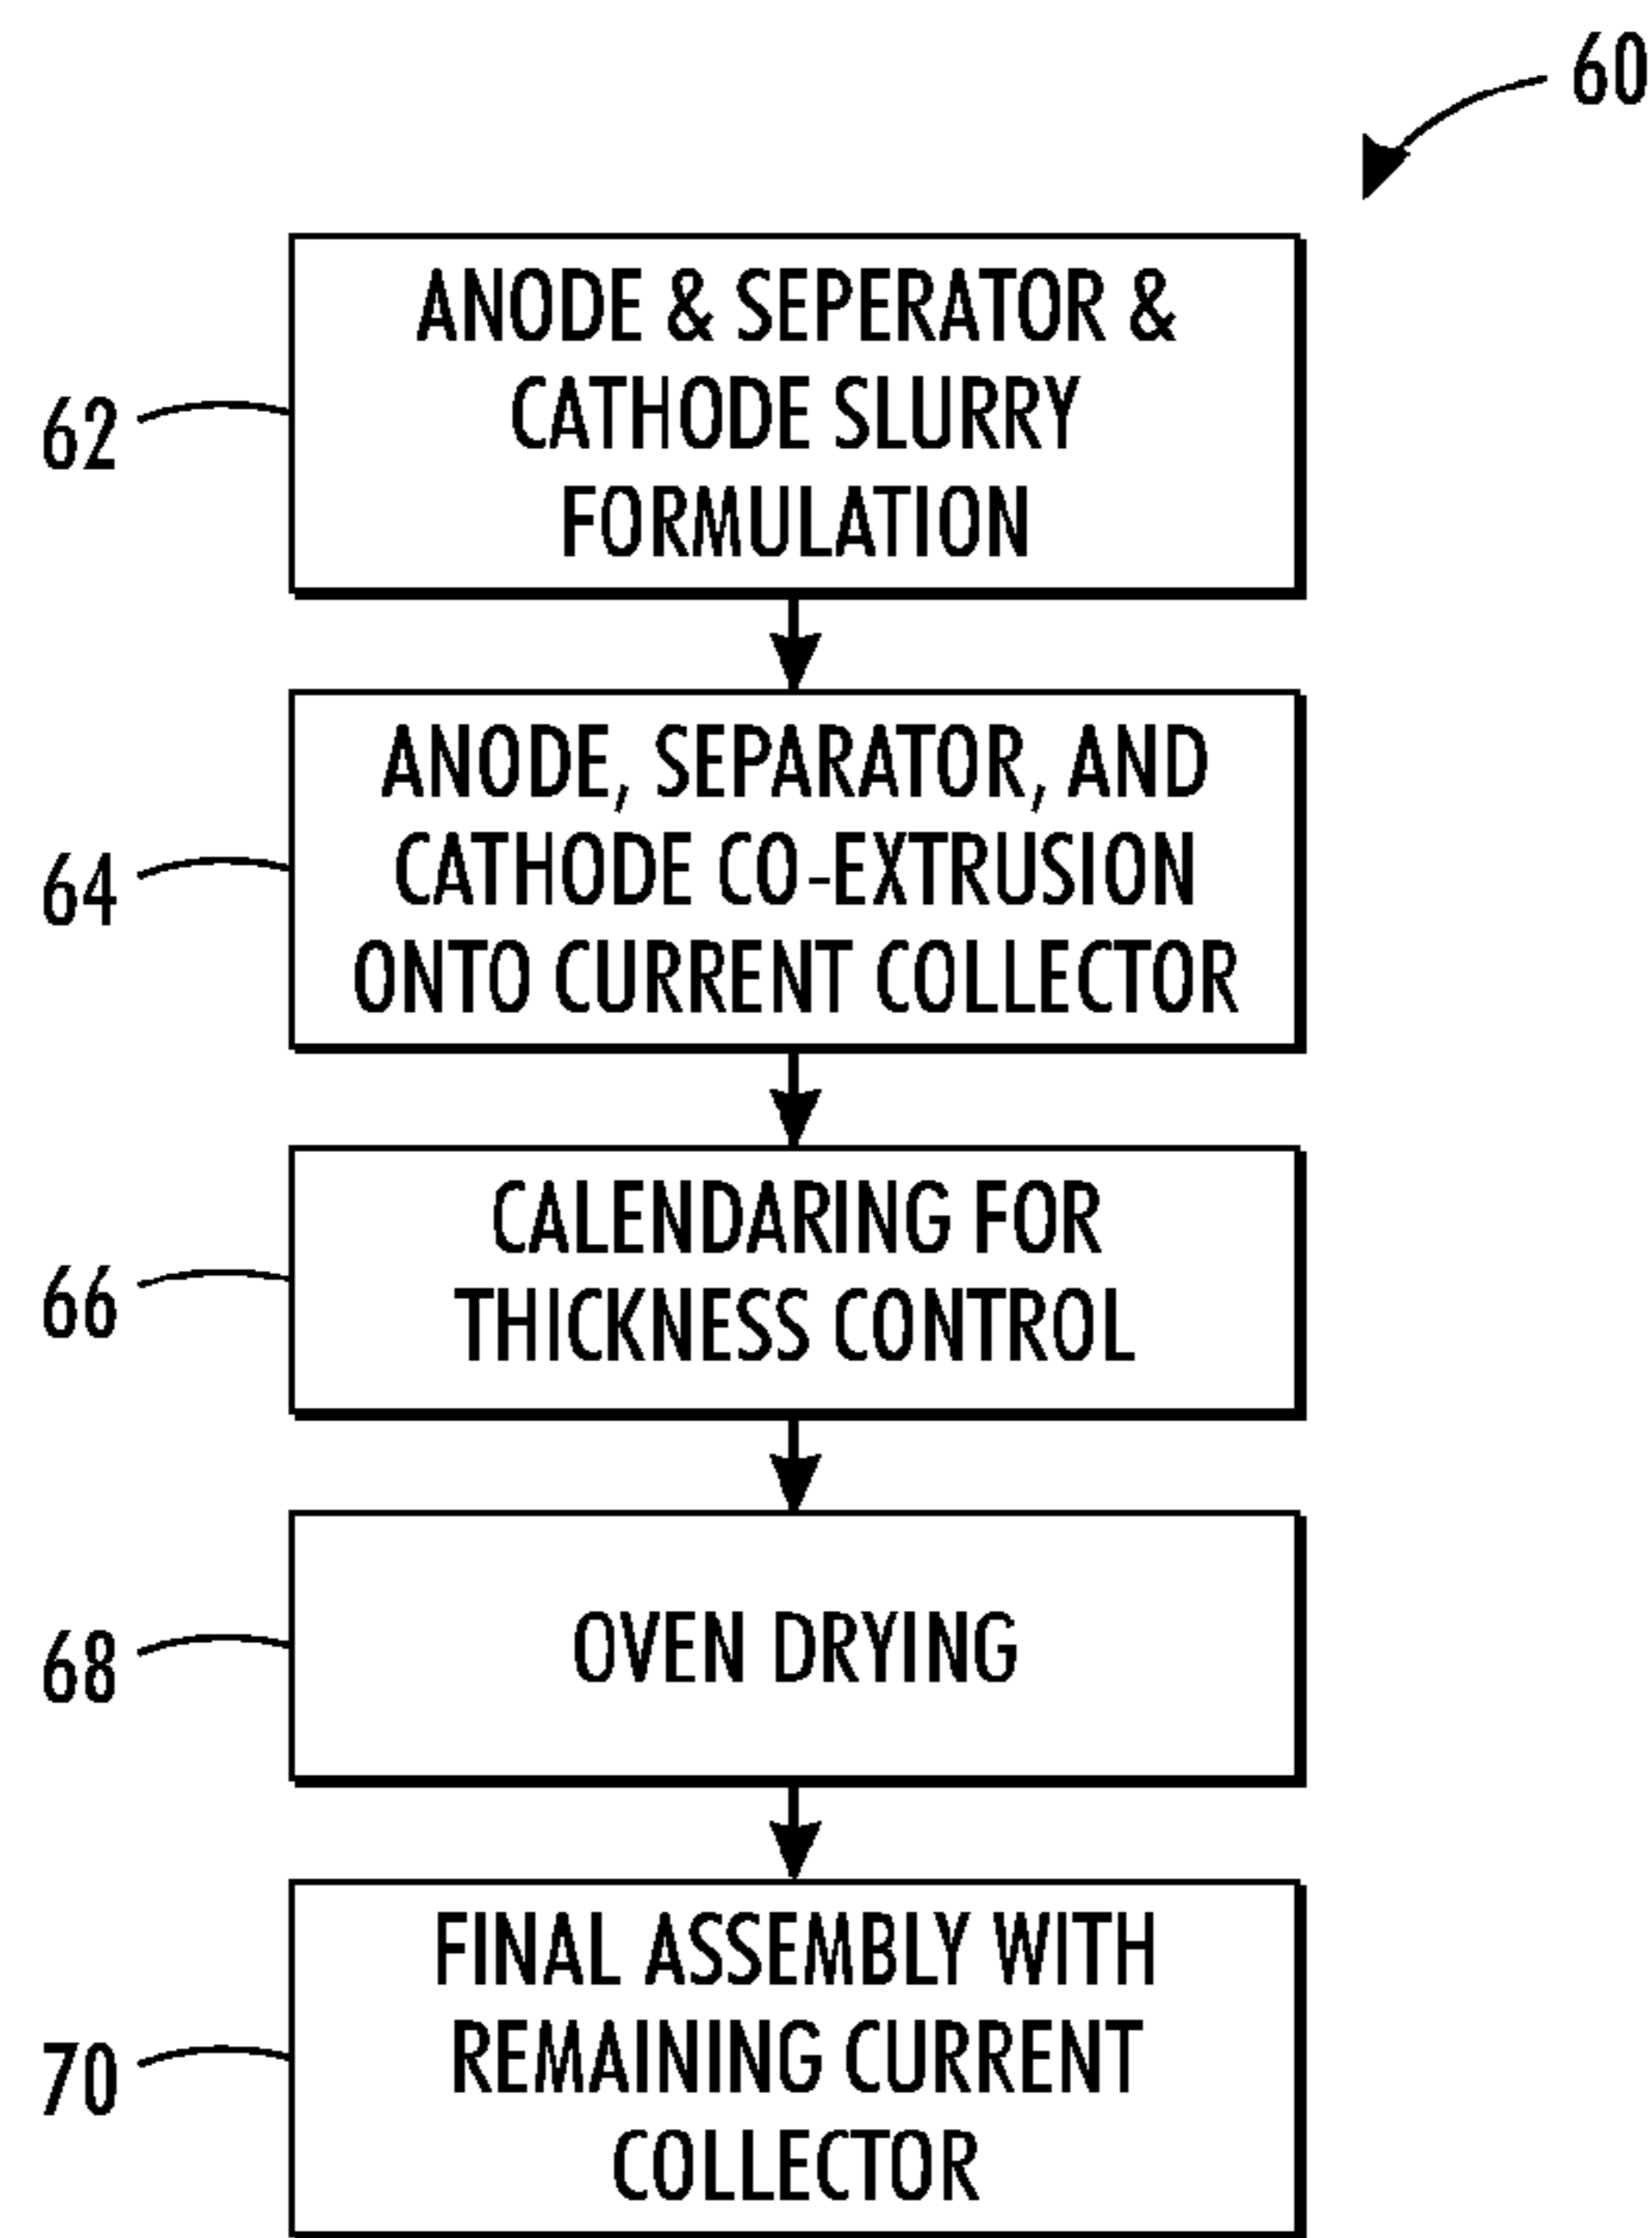 60
ANODE & SEPERATOR &
CATHODE SLURRY
FORMULATION
62
ANODE, SEPARATOR, AND
CATHODE CO-EXTRUSION
ONTO CURRENT COLLECTOR
64
CALENDARING FOR
THICKNESS CONTROL
66
OVEN DRYING
68
FINAL ASSEMBLY WITH
REMAINING CURRENT
COLLECTOR
70